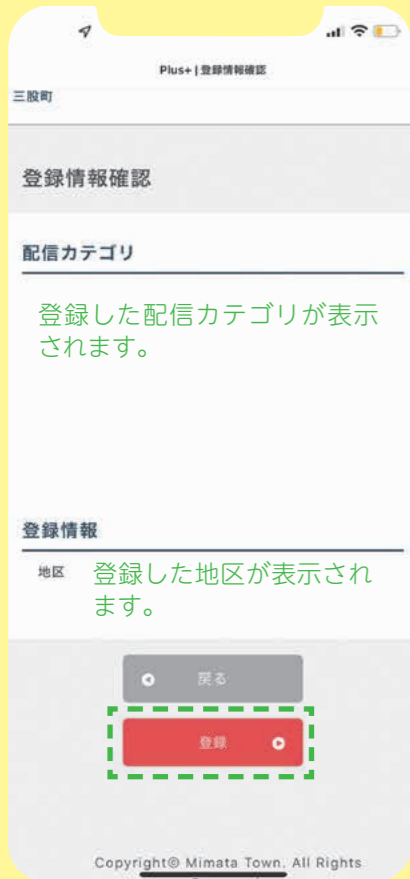 Plus+ | 登録情報確認
三股町
登録情報確認
配信カテゴリ
登録した配信カテゴリが表示
されます。
登録情報
地区
登録した地区が表示され
ます。
戻る
登録
Copyright© Mimata Town. All Rights